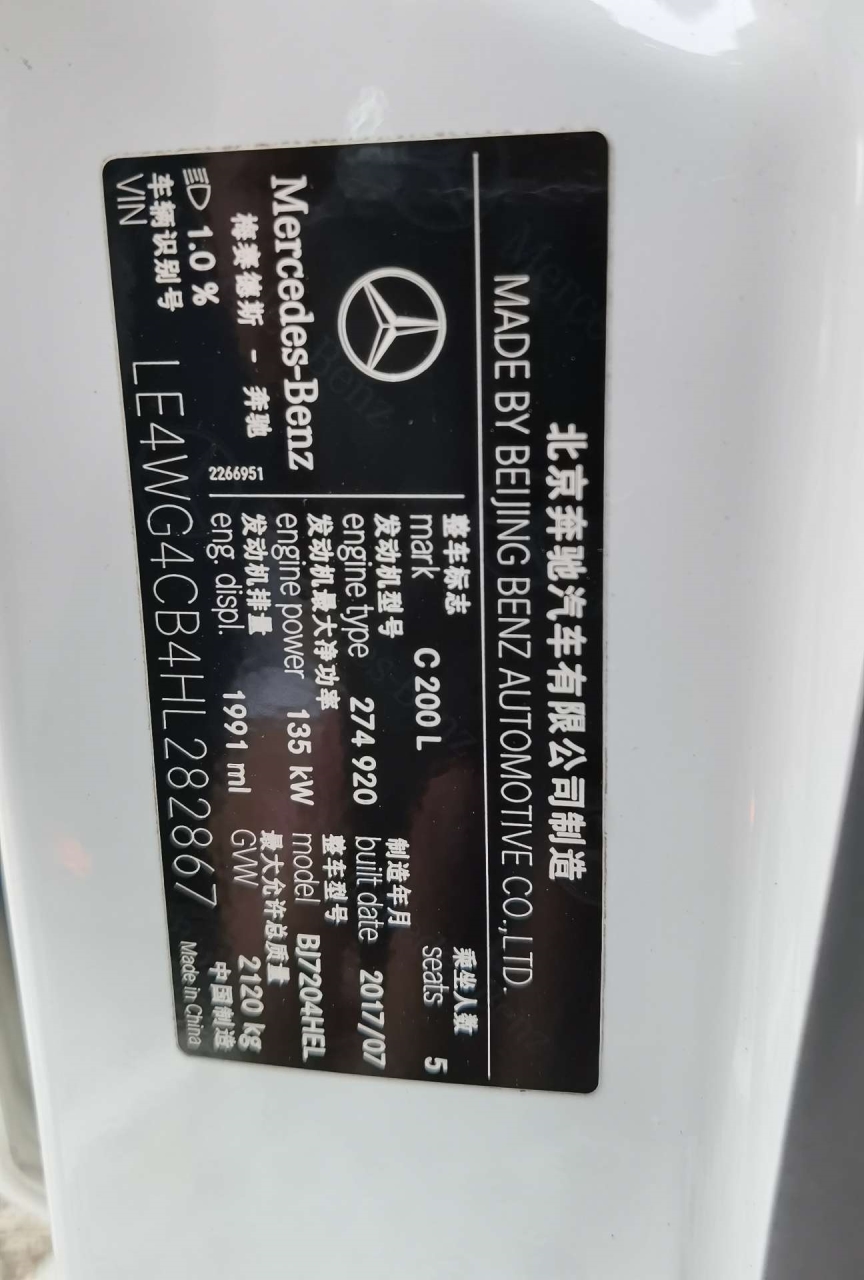 北京奔驰汽车有限公司制造
MADE BY BEIJING BENZ AUTOMOTIVE CO.,LTD.
Mercedes-Benz
梅赛德斯 - 奔驰
2266951
整车标志
mark C 200 L
乘坐人数
seats 5
发动机型号
engine type 274 920
制造年月
built date 2017/07
发动机最大净功率
engine power 135 kW
整车型号
model BJ7204HEL
发动机排量
eng. displ. 1991 ml
最大允许总质量
GVW 2120 kg
1.0 %
车辆识别号
VIN LE4WG4CB4HL282867
中国制造
Made in China